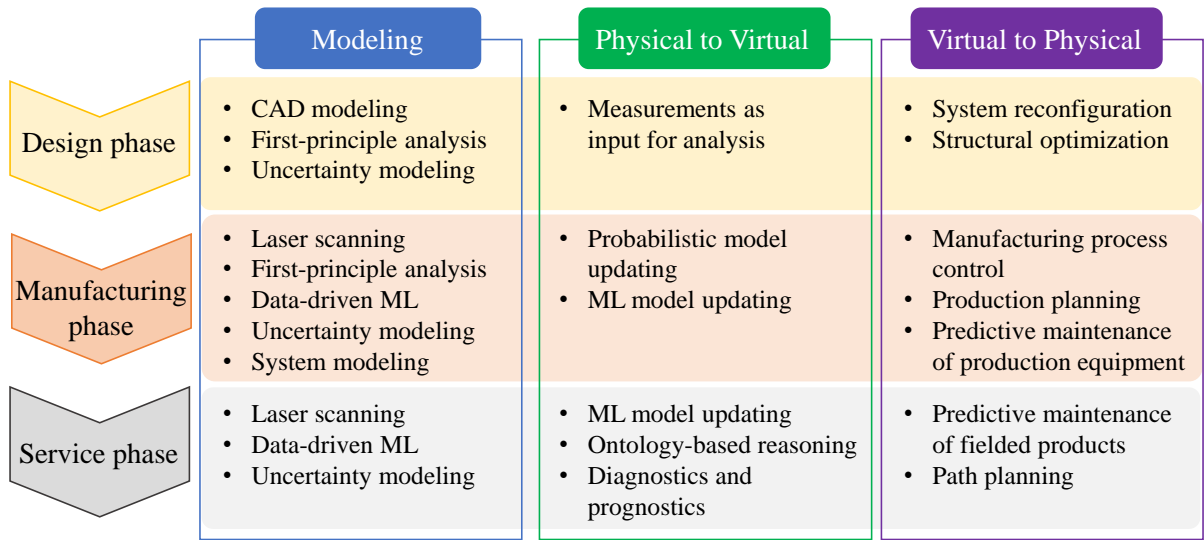 Modeling
Physical to Virtual
Virtual to Physical
Design phase
• CAD modeling
• First-principle analysis
• Uncertainty modeling
• Measurements as
input for analysis
• System reconfiguration
• Structural optimization
Manufacturing
phase
• Laser scanning
• First-principle analysis
• Data-driven ML
• Uncertainty modeling
• System modeling
• Probabilistic model
updating
• ML model updating
• Manufacturing process
control
• Production planning
• Predictive maintenance
of production equipment
Service phase
• Laser scanning
• Data-driven ML
• Uncertainty modeling
• ML model updating
• Ontology-based reasoning
• Diagnostics and
prognostics
• Predictive maintenance
of fielded products
• Path planning